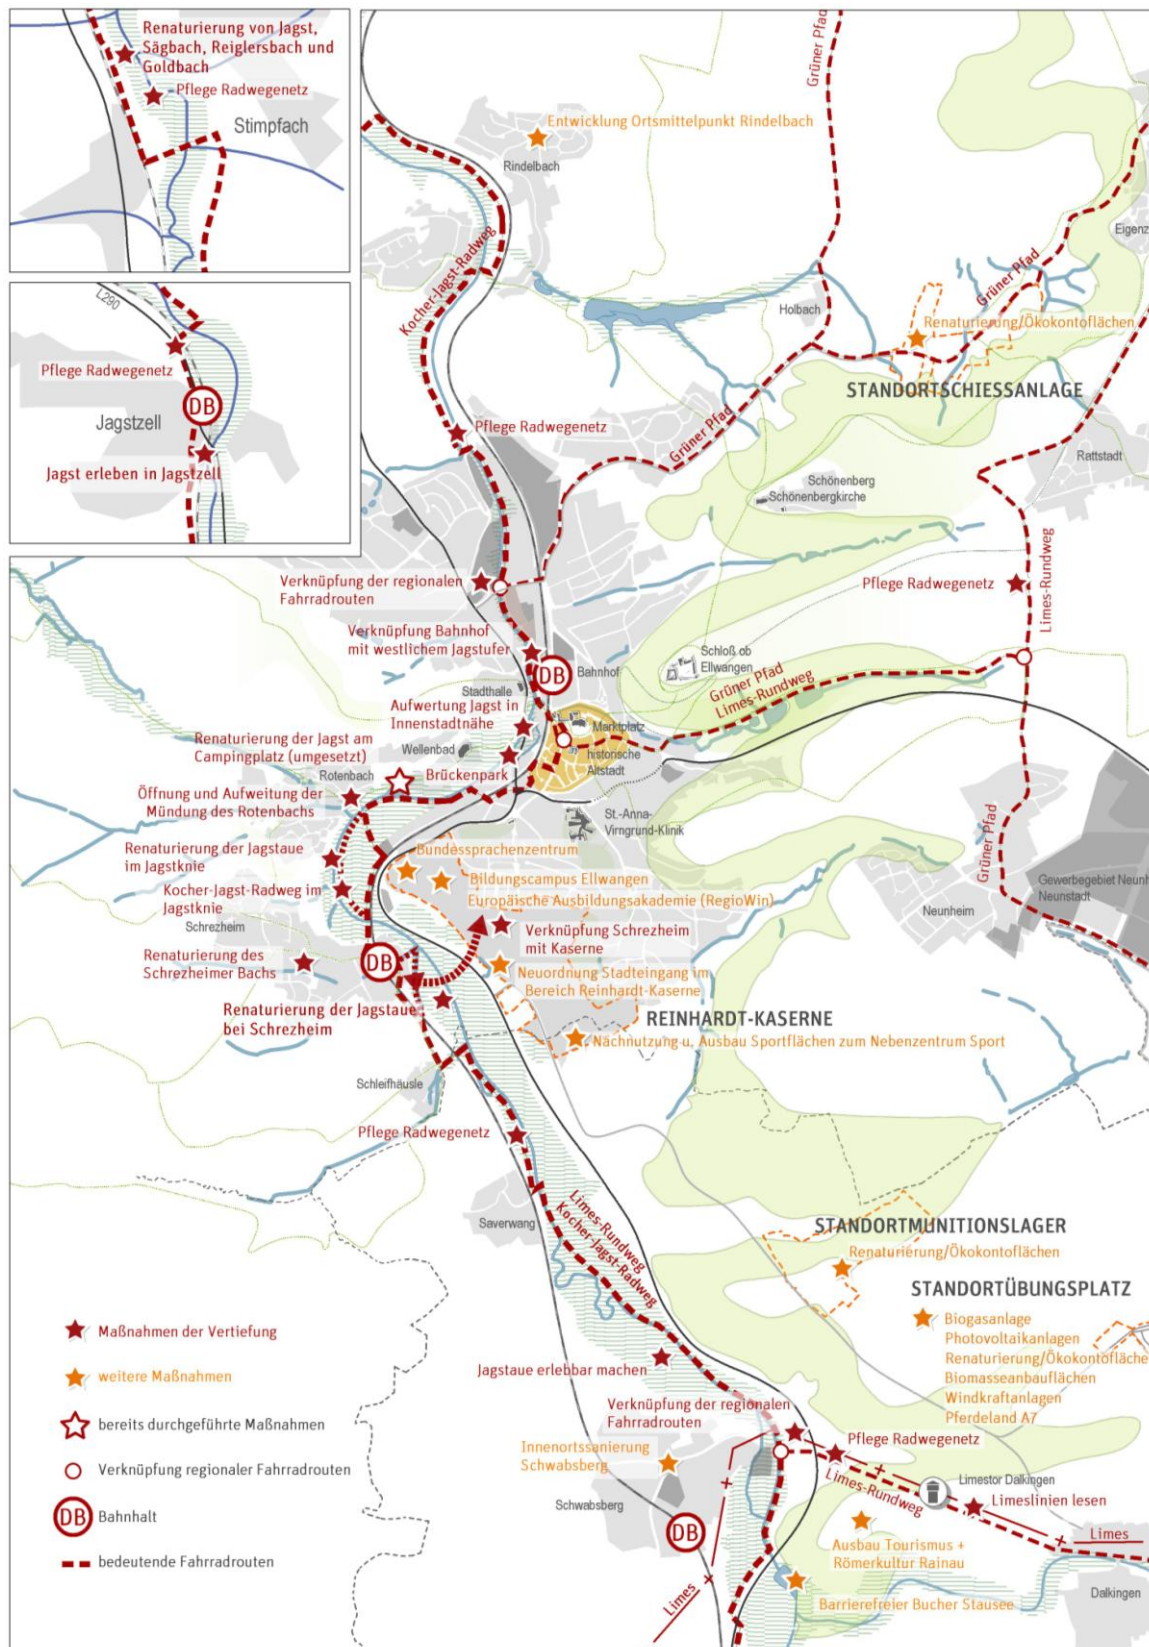 Renaturierung von Jagst,
Sägbach, Reiglersbach und
Goldbach
Pflege Radwegenetz
Stimpfach
L290
Pflege Radwegenetz
DB
Jagstzell
Jagst erleben in Jagstzell
Grüner Pfad
Entwicklung Ortsmittelpunkt Rindelbach
Rindelbach
Kocher-Jagst-Radweg
Holbach
Grüner Pfad
Eigenz
Renaturierung/Ökokontoflächen
STANDORTSCHIESSANLAGE
Grüner Pfad
Pflege Radwegenetz
Rattstadt
Schönenberg
Schönenbergkirche
Verknüpfung der regionalen
Fahrradrouten
Pflege Radwegenetz
Limes-Rundweg
Verknüpfung Bahnhof
mit westlichem Jagstufer
DB
Bahnhof
Schloß ob
Ellwangen
Grüner Pfad
Limes-Rundweg
Stadthalle
Aufwertung Jagst in
Innenstadtnähe
Marktplatz
historische
Altstadt
Wellenbad
Renaturierung der Jagst am
Campingplatz (umgesetzt)
Brückenpark
Rotenbach
Öffnung und Aufweitung der
Mündung des Rotenbachs
St.-Anna-
Virngrund-Klinik
Grüner Pfad
Renaturierung der Jagstaue
im Jagstknie
Bundessprachenzentrum
Bildungscampus Ellwangen
Europäische Ausbildungsakademie (RegioWin)
Kocher-Jagst-Radweg im
Jagstknie
Gewerbegebiet Neunh
Neustadt
Neunheim
Schrezheim
Verknüpfung Schrezheim
mit Kaserne
Renaturierung des
Schrezheimer Bachs
DB
Neuordnung Stadteingang im
Bereich Reinhardt-Kaserne
Renaturierung der Jagstaue
bei Schrezheim
REINHARDT-KASERNE
Nachnutzung u. Ausbau Sportflächen zum Nebenzentrum Sport
Schleifhäusle
Pflege Radwegenetz
Saverwang
Limes-Rundweg
Kocher-Jagst-Radweg
STANDORTMUNITIONSLAGER
Renaturierung/Ökokontoflächen
STANDORTÜBUNGSPLATZ
Biogasanlage
Photovoltaikanlagen
Renaturierung/Ökokontofläche
Biomasseanbauflächen
Windkraftanlagen
Pferdeland A7
Jagstaue erlebbar machen
Verknüpfung der regionalen
Fahrradrouten
Pflege Radwegenetz
Innenortssanierung
Schwabsberg
Limestor Dalkingen
Limes-Rundweg
Limeslinien lesen
Schwabsberg
DB
Limes
Ausbau Tourismus +
Römerkultur Rainau
Limes
Barrierefreier Bucher Stausee
Dalkingen
Maßnahmen der Vertiefung
weitere Maßnahmen
bereits durchgeführte Maßnahmen
Verknüpfung regionaler Fahrradrouten
DB Bahnhalt
bedeutende Fahrradrouten